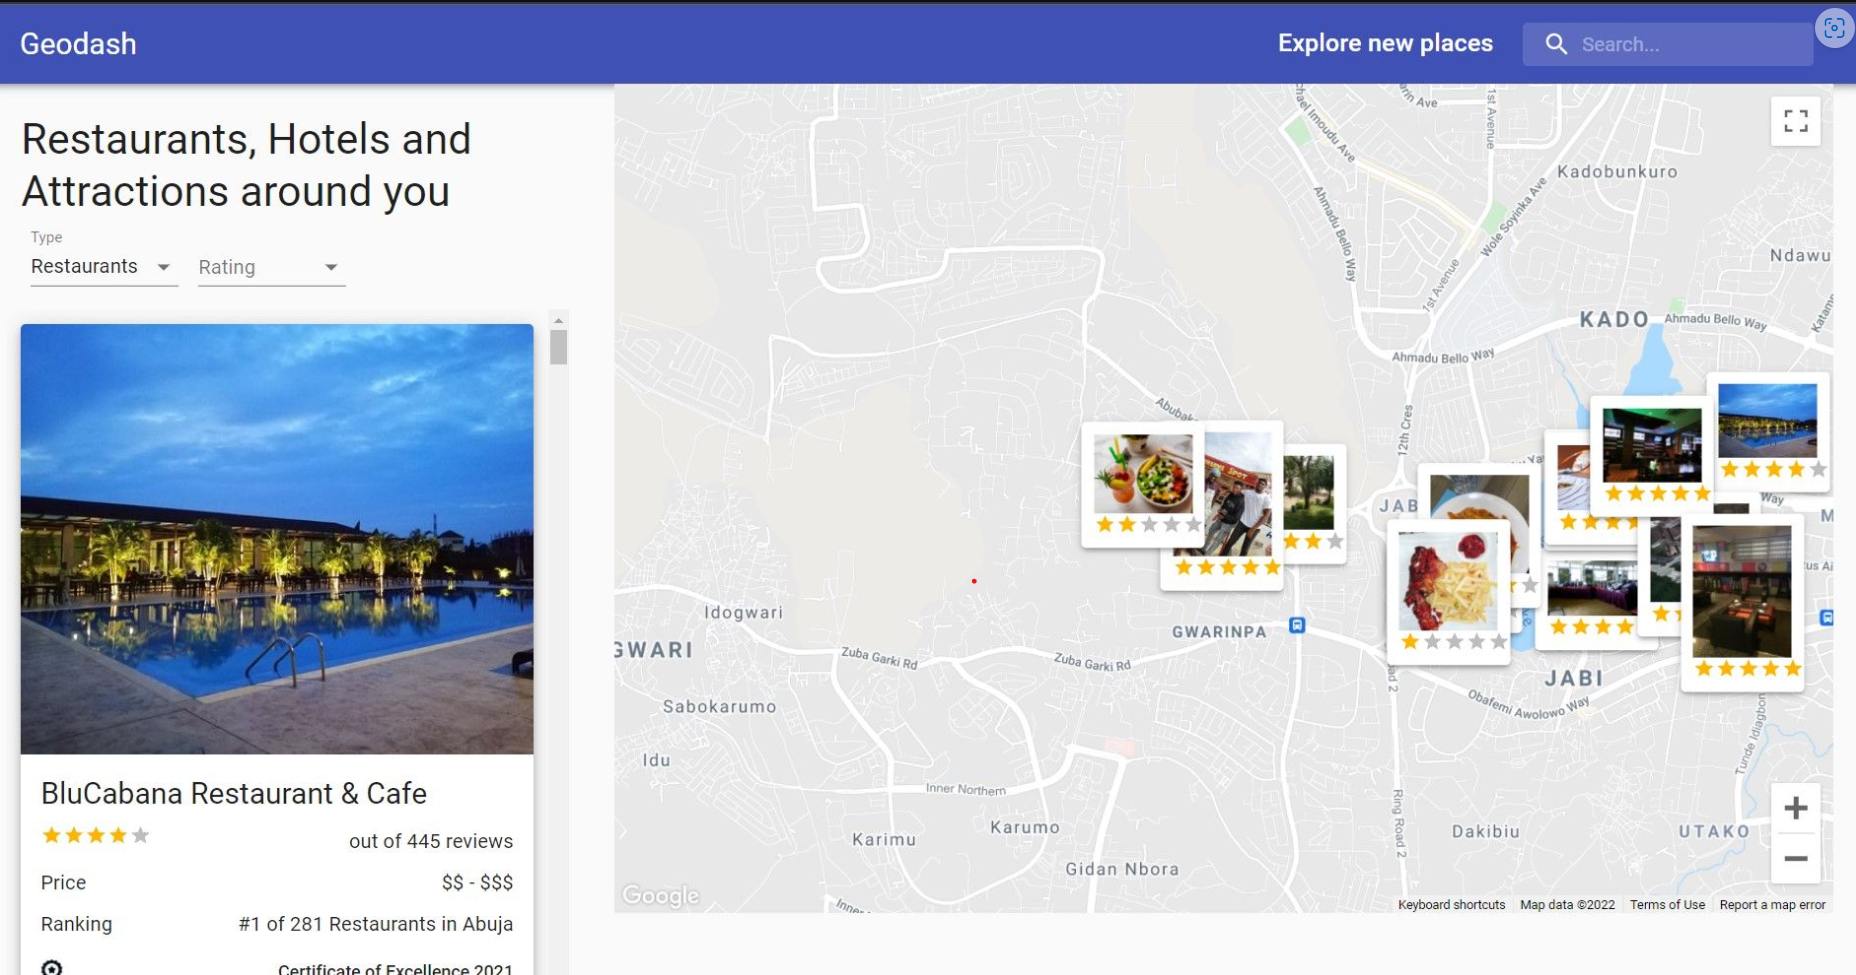 Geodash
Explore new places
Search...
Restaurants, Hotels and
Attractions around you
Type
Restaurants
Rating
BluCabana Restaurant & Cafe
out of 445 reviews
Price
$$ - $$$
Ranking
#1 of 281 Restaurants in Abuja
Certificate of Excellence 2021
1st Avenue
Kadobunkuro
Ahmadu Bello Way
Wole Soyinka Ave
1st Avenue
Ndawu
KADO
Ahmadu Bello Way
Ahmadu Bello Way
12th Cres
JAB
Way
Idogwari
GWARINPA
GWARI
Zuba Garki Rd
Zuba Garki Rd
JABI
Sabokarumo
Obafemi Awolowo Way
Idu
Inner Northern
Ring Road 2
Karimu
Karumo
Dakibiu
UTAKO
Gidan Nbora
Google
Keyboard shortcuts
Map data ©2022
Terms of Use
Report a map error